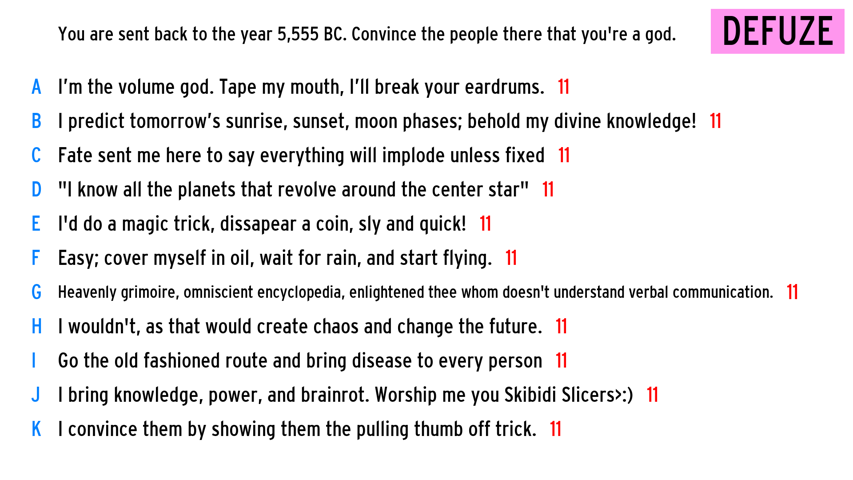 You are sent back to the year 5,555 BC. Convince the people there that you're a god.
DEFUZE
A I'm the volume god. Tape my mouth, I'll break your eardrums. 11
B I predict tomorrow's sunrise, sunset, moon phases; behold my divine knowledge! 11
C Fate sent me here to say everything will implode unless fixed 11
D "I know all the planets that revolve around the center star" 11
E I'd do a magic trick, dissapear a coin, sly and quick! 11
F Easy; cover myself in oil, wait for rain, and start flying. 11
G Heavenly grimoire, omniscient encyclopedia, enlightened thee whom doesn't understand verbal communication. 11
H I wouldn't, as that would create chaos and change the future. 11
I Go the old fashioned route and bring disease to every person 11
J I bring knowledge, power, and brainrot. Worship me you Skibidi Slicers>:) 11
K I convince them by showing them the pulling thumb off trick. 11